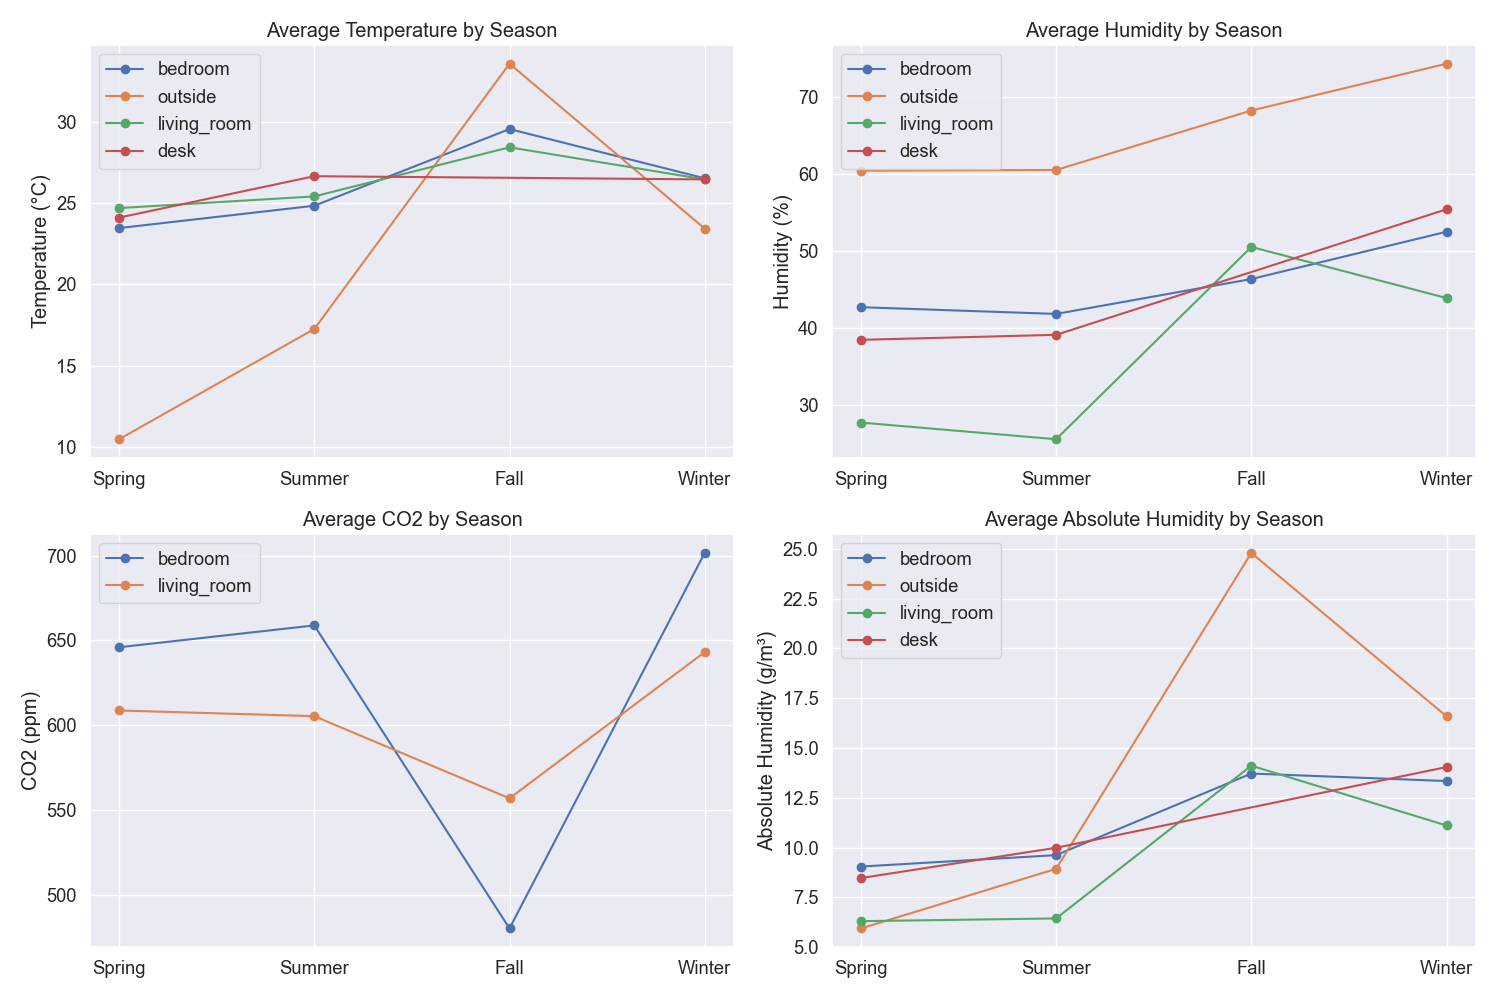 Average Temperature by Season
bedroom
outside
living_room
desk
Temperature (°C)
30
25
20
15
10
Spring
Summer
Fall
Winter
Average Humidity by Season
bedroom
outside
living_room
desk
Humidity (%)
70
60
50
40
30
Spring
Summer
Fall
Winter
Average CO2 by Season
bedroom
living_room
CO2 (ppm)
700
650
600
550
500
Spring
Summer
Fall
Winter
Average Absolute Humidity by Season
bedroom
outside
living_room
desk
Absolute Humidity (g/m³)
25.0
22.5
20.0
17.5
15.0
12.5
10.0
7.5
5.0
Spring
Summer
Fall
Winter